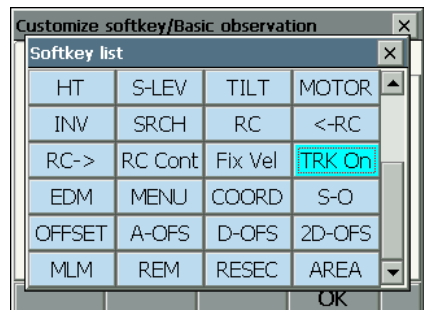 Customize softkey/Basic observation
Softkey list
HT S-LEV TILT MOTOR
INV SRCH RC <-RC
RC-> RC Cont Fix Vel TRK On
EDM MENU COORD S-O
OFFSET A-OFS D-OFS 2D-OFS
MLM REM RESEC AREA
OK